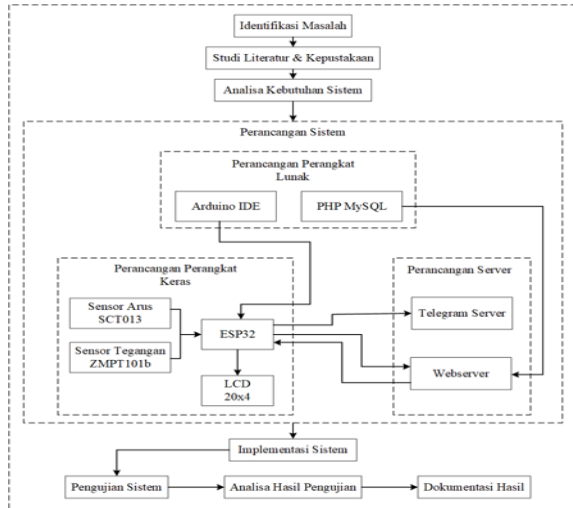 Identifikasi Masalah
Studi Literatur & Kepustakaan
Analisa Kebutuhan Sistem
Perancangan Sistem
Perancangan Perangkat
Lunak
Arduino IDE
PHP MySQL
Perancangan Perangkat
Keras
Sensor Arus
SCT013
Sensor Tegangan
ZMPT101b
ESP32
LCD
20x4
Perancangan Server
Telegram Server
Webserver
Implementasi Sistem
Pengujian Sistem
Analisa Hasil Pengujian
Dokumentasi Hasil